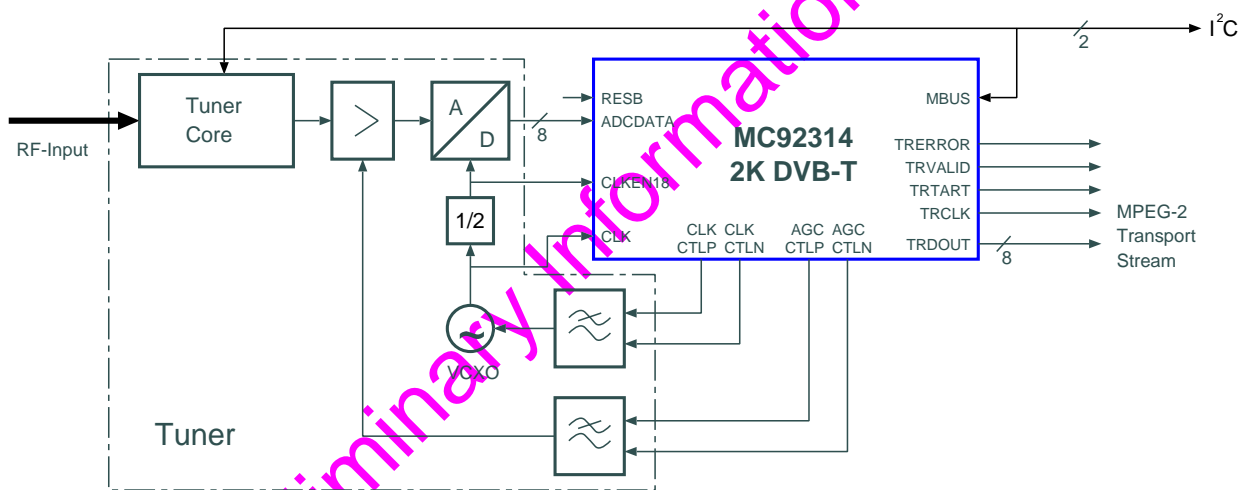 I²C
2
Tuner
Core
RF-Input
A
D
8
RESB
ADCDATA
CLKEN18
CLK
MC92314
2K DVB-T
MBUS
TRERROR
TRVALID
TRTART
TRCLK
TRDOUT
8
CLK CLK
CTLP CTLN
AGC AGC
CTLP CTLN
MPEG-2
Transport
Stream
1/2
VCXO
Tuner
liminary Information